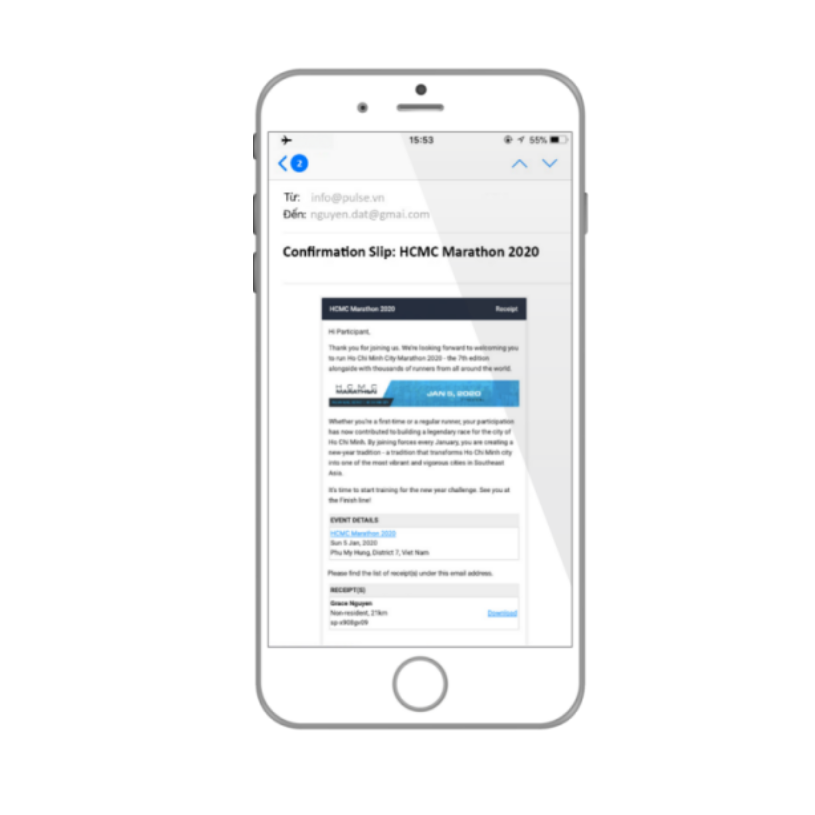 15:53
55%
2
Từ: info@pulse.vn
Đến: nguyen.dat@gmai.com
Confirmation Slip: HCMC Marathon 2020
HCMC Marathon 2020 Receipt
Hi Participant,
Thank you for joining us. We're looking forward to welcoming you
to run Ho Chi Minh City Marathon 2020 - the 7th edition
alongside with thousands of runners from all around the world.
HCMC
MARATHON
JAN 5, 2020
Whether you're a first-time or a regular runner, your participation
has now contributed to building a legendary race for the city of
Ho Chi Minh. By joining forces every January, you are creating a
new-year tradition - a tradition that transforms Ho Chi Minh city
into one of the most vibrant and vigorous cities in Southeast
Asia.
It's time to start training for the new year challenge. See you at
the Finish line!
EVENT DETAILS
HCMC Marathon 2020
Sun 5 Jan, 2020
Phu My Hung, District 7, Viet Nam
Please find the list of receipt(s) under this email address.
RECEIPT(S)
Grace Nguyen
Non-resident, 21km Download